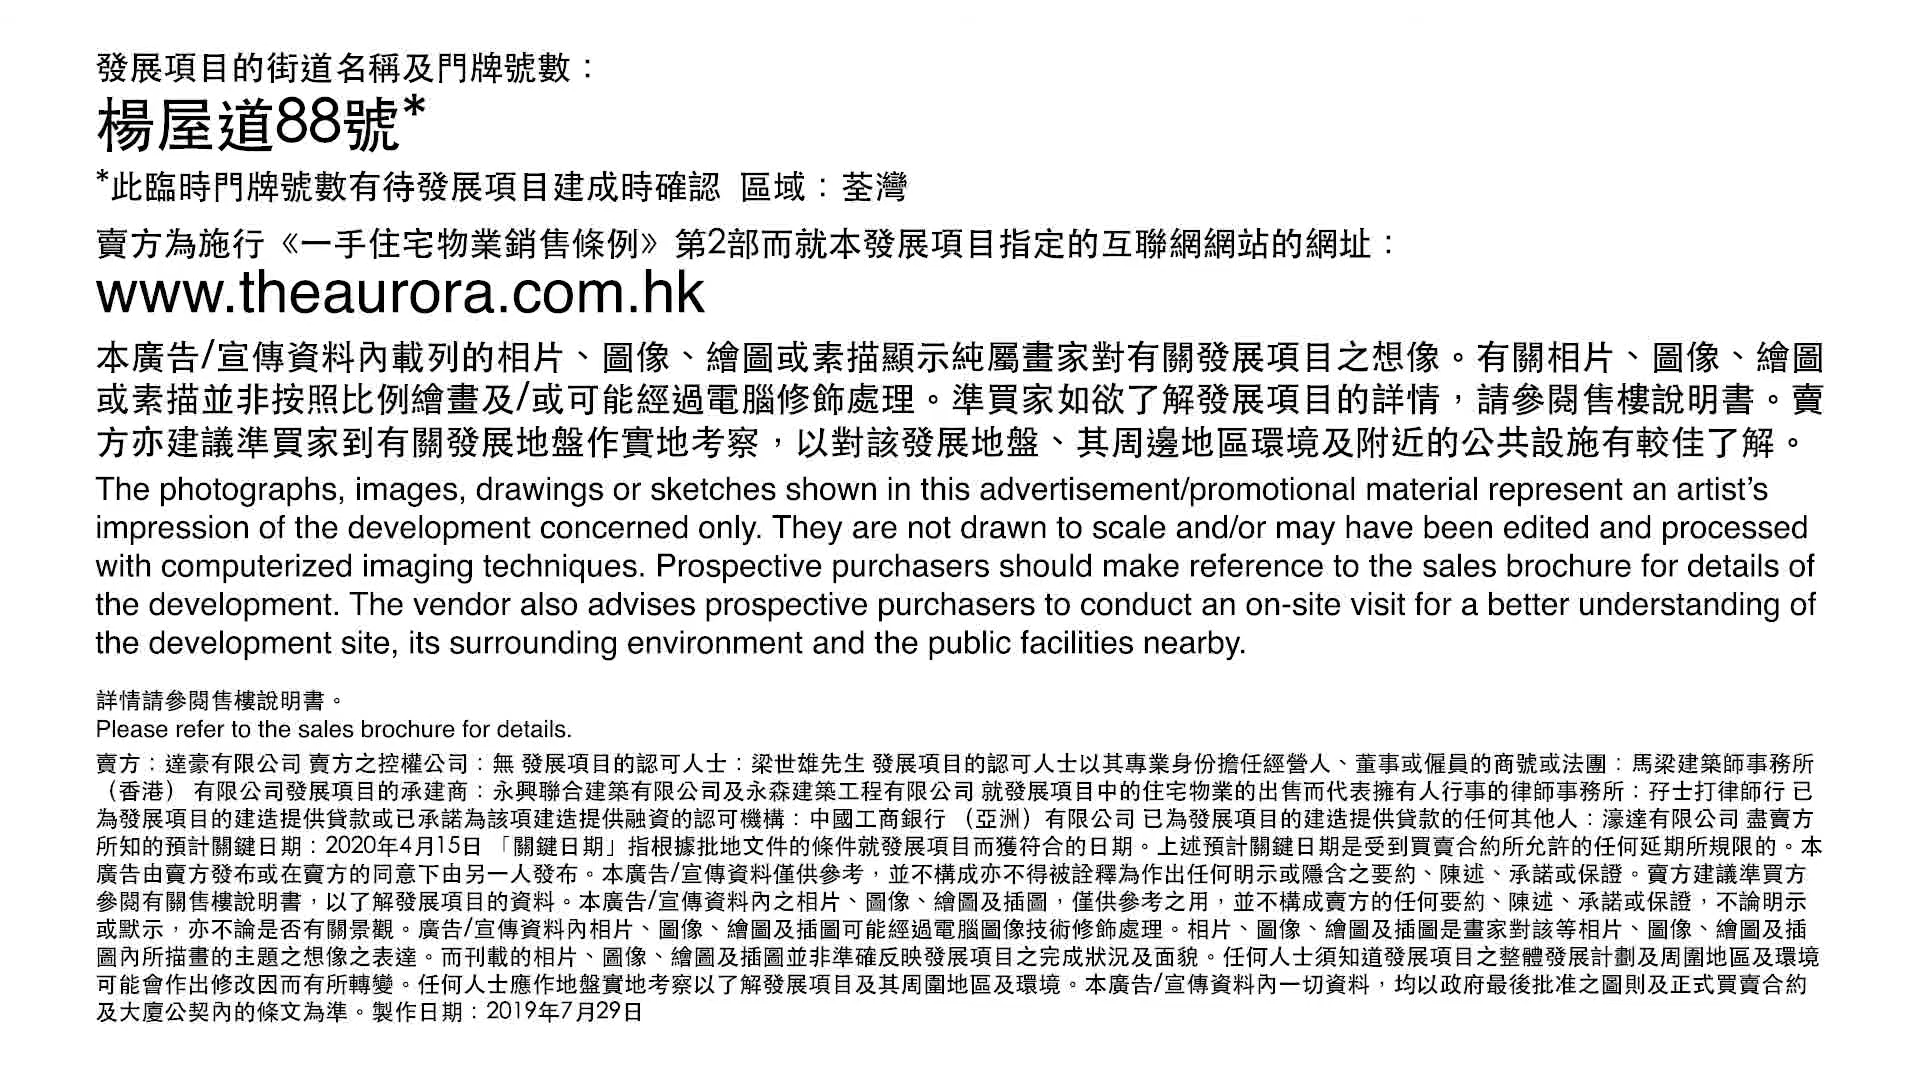 發展項目的街道名稱及門牌號數：
楊屋道88號*
*此臨時門牌號數有待發展項目建成時確認 區域：荃灣
賣方為施行《一手住宅物業銷售條例》第2部而就本發展項目指定的互聯網網站的網址：
www.theaurora.com.hk
本廣告/宣傳資料內載列的相片、圖像、繪圖或素描顯示純屬畫家對有關發展項目之想像。有關相片、圖像、繪圖
或素描並非按照比例繪畫及/或可能經過電腦修飾處理。準買家如欲了解發展項目的詳情，請參閱售樓說明書。賣
方亦建議準買家到有關發展地盤作實地考察，以對該發展地盤、其周邊地區環境及附近的公共設施有較佳了解。
The photographs, images, drawings or sketches shown in this advertisement/promotional material represent an artist’s
impression of the development concerned only. They are not drawn to scale and/or may have been edited and processed
with computerized imaging techniques. Prospective purchasers should make reference to the sales brochure for details of
the development. The vendor also advises prospective purchasers to conduct an on-site visit for a better understanding of
the development site, its surrounding environment and the public facilities nearby.
詳情請參閱售樓說明書。
Please refer to the sales brochure for details.
賣方：達豪有限公司 賣方之控權公司：無 發展項目的認可人士：梁世雄先生 發展項目的認可人士以其專業身份擔任經營人、董事或僱員的商號或法團：馬梁建築師事務所
（香港） 有限公司發展項目的承建商：永興聯合建築有限公司及永森建築工程有限公司 就發展項目中的住宅物業的出售而代表擁有人行事的律師事務所：孖士打律師行 已
為發展項目的建造提供貸款或已承諾為該項建造提供融資的認可機構：中國工商銀行 （亞洲）有限公司 已為發展項目的建造提供貸款的任何其他人：濠達有限公司 盡賣方
所知的預計關鍵日期：2020年4月15日 「關鍵日期」指根據批地文件的條件就發展項目而獲符合的日期。上述預計關鍵日期是受到買賣合約所允許的任何延期所規限的。本
廣告由賣方發布或在賣方的同意下由另一人發布。本廣告/宣傳資料僅供參考，並不構成亦不得被詮釋為作出任何明示或隱含之要約、陳述、承諾或保證。賣方建議準買方
參閱有關售樓說明書，以了解發展項目的資料。本廣告/宣傳資料內之相片、圖像、繪圖及插圖，僅供參考之用，並不構成賣方的任何要約、陳述、承諾或保證，不論明示
或默示，亦不論是否有關景觀。廣告/宣傳資料內相片、圖像、繪圖及插圖可能經過電腦圖像技術修飾處理。相片、圖像、繪圖及插圖是畫家對該等相片、圖像、繪圖及插
圖內所描畫的主題之想像之表達。而刊載的相片、圖像、繪圖及插圖並非準確反映發展項目之完成狀況及面貌。任何人士須知道發展項目之整體發展計劃及周圍地區及環境
可能會作出修改因而有所轉變。任何人士應作地盤實地考察以了解發展項目及其周圍地區及環境。本廣告/宣傳資料內一切資料，均以政府最後批准之圖則及正式買賣合約
及大廈公契內的條文為準。製作日期：2019年7月29日